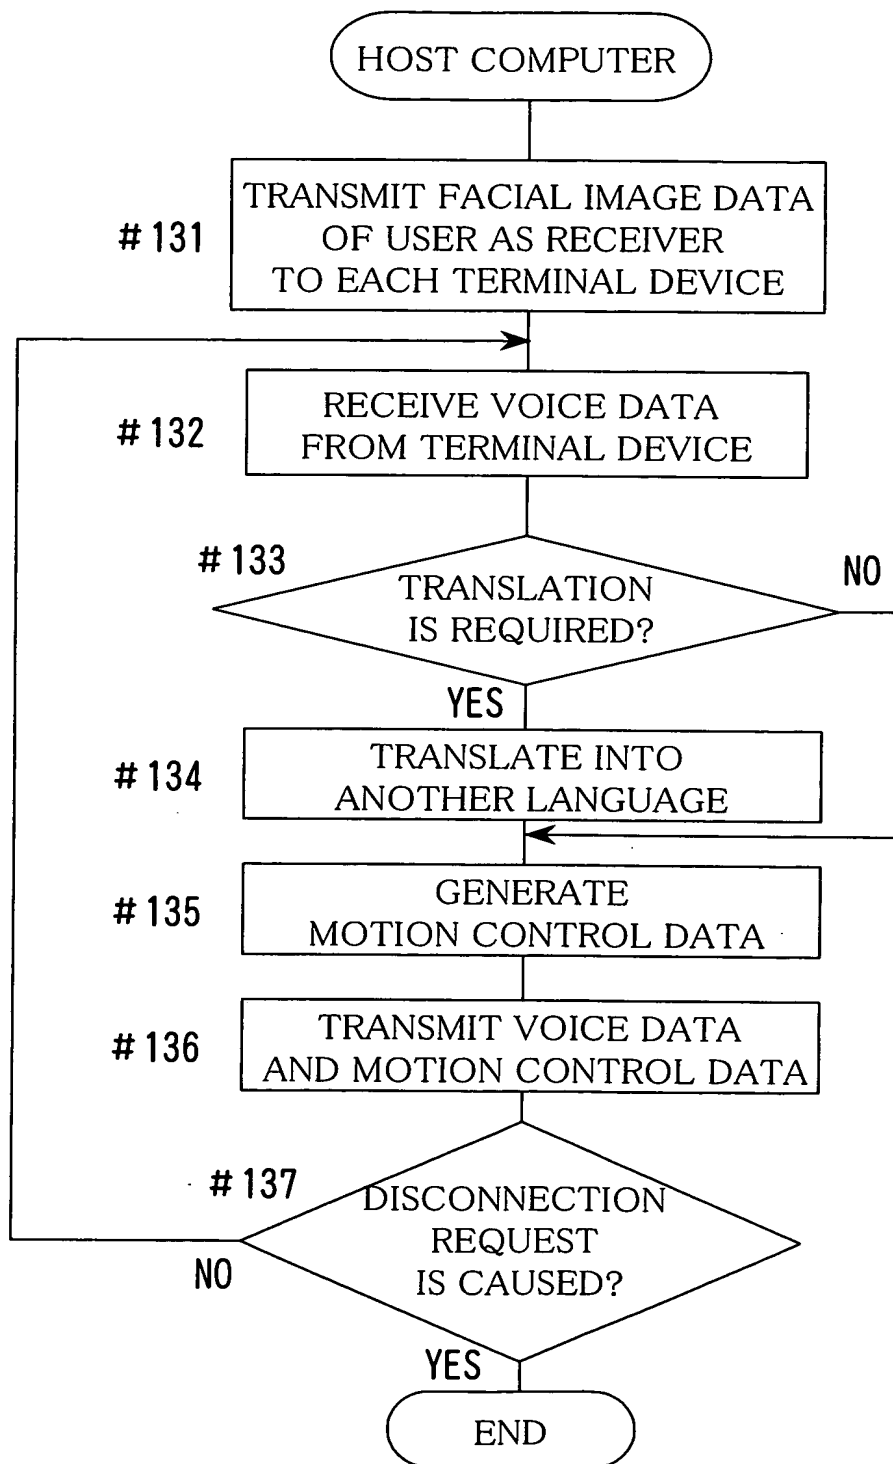 HOST COMPUTER
TRANSMIT FACIAL IMAGE DATA
# 131
OF USER AS RECEIVER
TO EACH TERMINAL DEVICE
RECEIVE VOICE DATA
# 132
FROM TERMINAL DEVICE
# 133
NO
TRANSLATION
IS REQUIRED?
YES
TRANSLATE INTO
# 134
ANOTHER LANGUAGE
GENERATE
# 135
MOTION CONTROL DATA
TRANSMIT VOICE DATA
# 136
AND MOTION CONTROL DATA
# 137
DISCONNECTION
REQUEST
NO
IS CAUSED?
YES
END